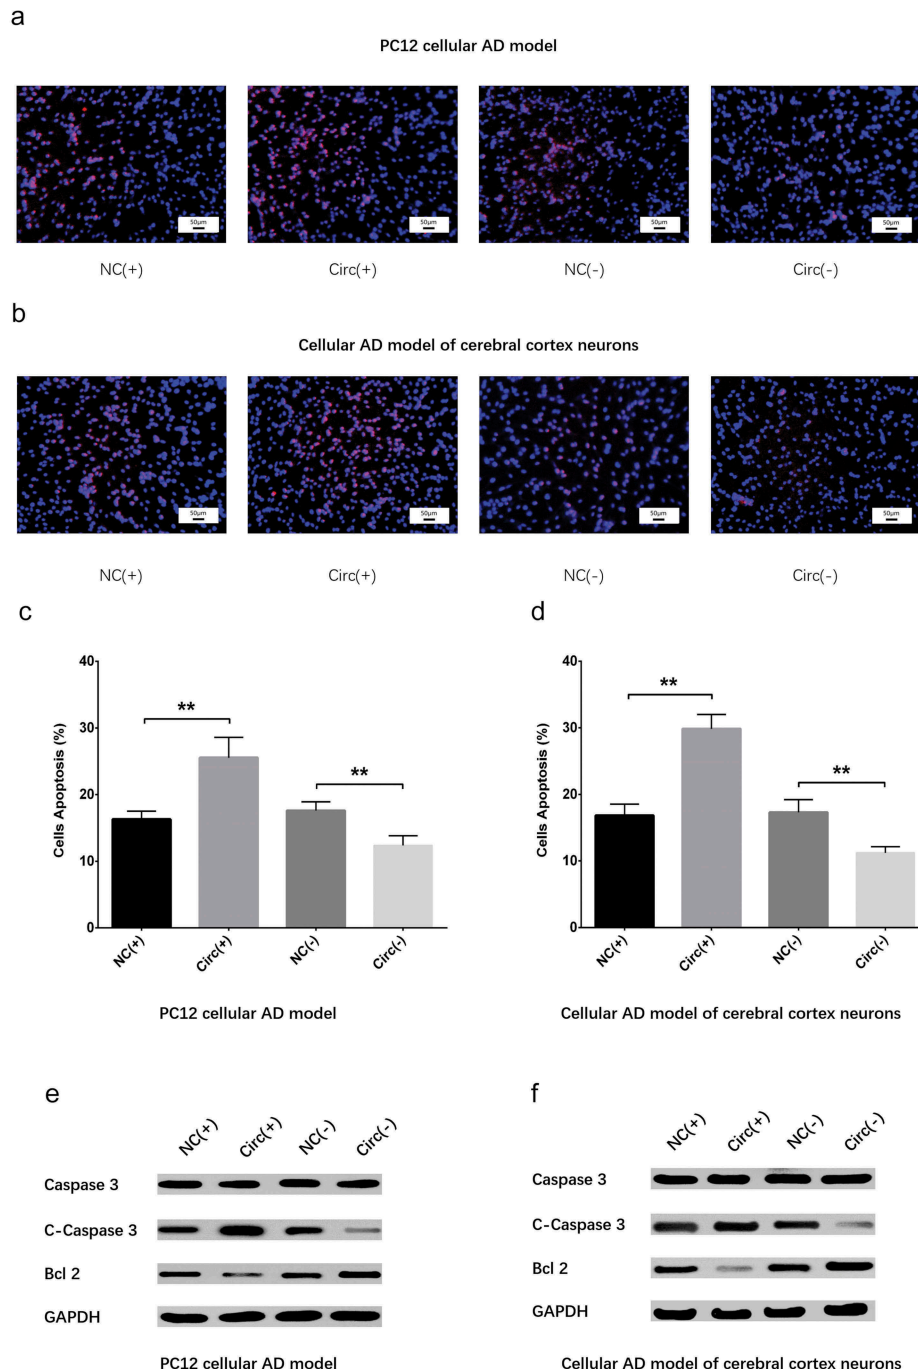 a
PC12 cellular AD model
50μm
50μm
50μm
50μm
NC(+)
Circ(+)
NC(-)
Circ(-)
b
Cellular AD model of cerebral cortex neurons
50μm
50μm
50μm
50μm
NC(+)
Circ(+)
NC(-)
Circ(-)
c
Cells Apoptosis (%)
40
30
20
10
0
**
**
NC(+)
Circ(+)
NC(-)
Circ(-)
PC12 cellular AD model
d
Cells Apoptosis (%)
40
30
20
10
0
**
**
NC(+)
Circ(+)
NC(-)
Circ(-)
Cellular AD model of cerebral cortex neurons
e
NC(+)
Circ(+)
NC(-)
Circ(-)
Caspase 3
C-Caspase 3
Bcl 2
GAPDH
PC12 cellular AD model
f
NC(+)
Circ(+)
NC(-)
Circ(-)
Caspase 3
C-Caspase 3
Bcl 2
GAPDH
Cellular AD model of cerebral cortex neurons